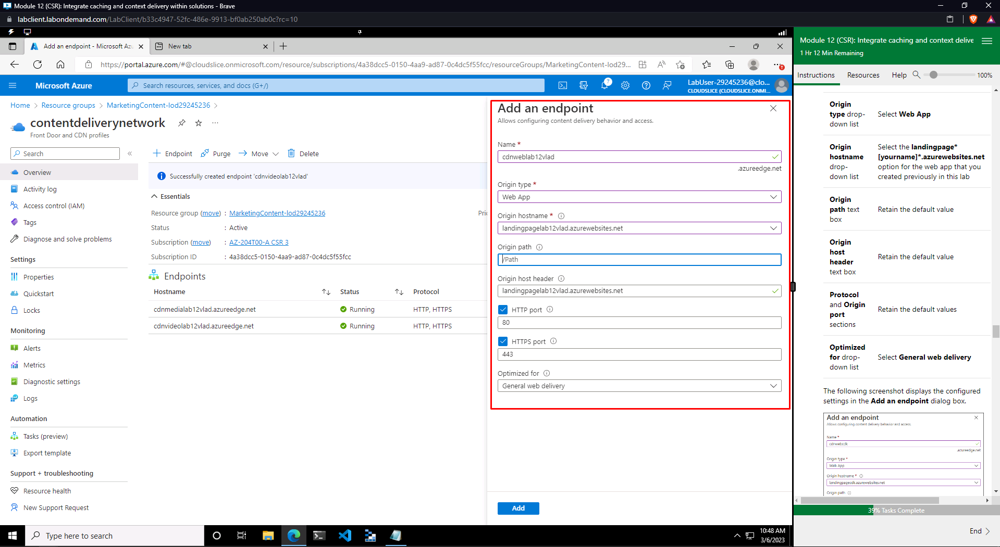 Module 12 (CSR): Integrate caching and context delivery within solutions - Brave
labclient.labondemand.com/LabClient/b33c4947-52fc-486e-9913-bf0ab250ab0c?rc=10
Add an endpoint - Microsoft Azu
New tab
https://portal.azure.com/#@cloudslice.onmicrosoft.com/resource/subscriptions/4a38dcc5-0150-4aa9-ad87-0c4dc5f55fcc/resourceGroups/MarketingContent-lod29...
Microsoft Azure
Search resources, services, and docs (G+/)
7
LabUser-29245236@clo...
CLOUDSLICE (CLOUDSLICE.ONMI...
Home > Resource groups > MarketingContent-lod29245236 >
contentdeliverynetwork
Front Door and CDN profiles
Search
Overview
Activity log
Access control (IAM)
Tags
Diagnose and solve problems
Settings
Properties
Quickstart
Locks
Monitoring
Alerts
Metrics
Diagnostic settings
Logs
Automation
Tasks (preview)
Export template
Support + troubleshooting
Resource health
New Support Request
Endpoint
Purge
Move
Delete
Successfully created endpoint 'cdnvideolab12vlad'
Essentials
Resource group (move) : MarketingContent-lod29245236
Pric
Status : Active
Subscription (move) : AZ-204T00-A CSR 3
Subscription ID : 4a38dcc5-0150-4aa9-ad87-0c4dc5f55fcc
Endpoints
Hostname Status Protocol
cdnmedialab12vlad.azureedge.net Running HTTP, HTTPS
cdnvideolab12vlad.azureedge.net Running HTTP, HTTPS
Add an endpoint
Allows configuring content delivery behavior and access.
Name *
cdnweblab12vlad
.azureedge.net
Origin type *
Web App
Origin hostname *
landingpagelab12vlad.azurewebsites.net
Origin path
/Path
Origin host header
landingpagelab12vlad.azurewebsites.net
HTTP port
80
HTTPS port
443
Optimized for
General web delivery
Add
Module 12 (CSR): Integrate caching and context delive
1 Hr 12 Min Remaining
Instructions Resources Help 100%
Origin
type drop-
down list
Select Web App
Origin
hostname
drop-
down list
Select the landingpage*
[yourname]*.azurewebsites.net
option for the web app that you
created previously in this lab
Origin
path text
box
Retain the default value
Origin
host
header
text box
Retain the default value
Protocol
and Origin
port
sections
Retain the default values
Optimized
for drop-
down list
Select General web delivery
The following screenshot displays the configured
settings in the Add an endpoint dialog box.
Add an endpoint
Allows configuring content delivery behavior and access.
Name *
cdnwebcdk
.azureedge.net
Origin type *
Web App
Origin hostname *
landingpagecdk.azurewebsites.net
Origin path
39% Tasks Complete
End
Type here to search
10:48 AM
3/6/2023